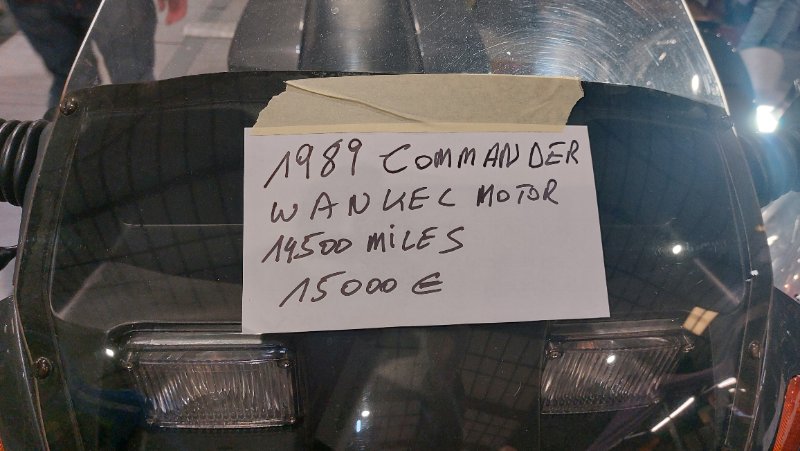 1989 COMMANDER
WANKEL MOTOR
14500 MiLES
15000 €